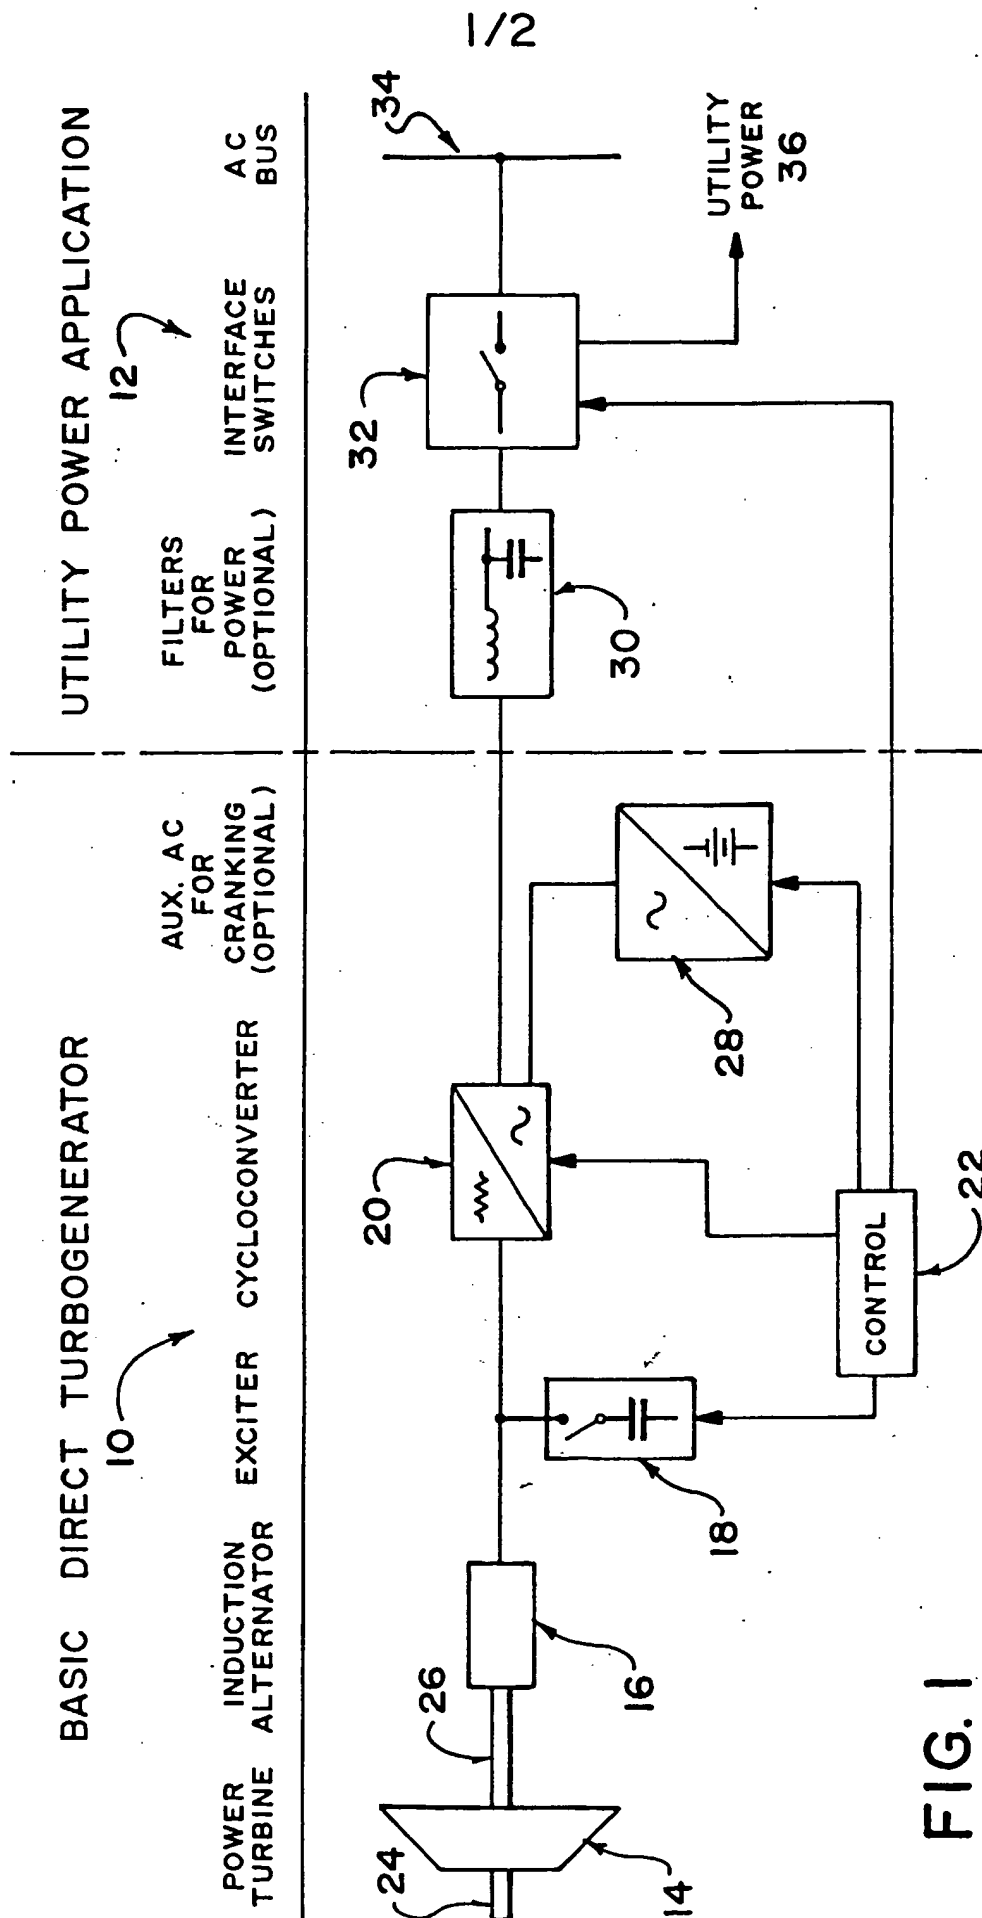 1/2
BASIC DIRECT TURBOGENERATOR
10
UTILITY POWER APPLICATION
12
POWER
TURBINE
INDUCTION
ALTERNATOR
EXCITER
CYCLOCONVERTER
AUX. AC
FOR
CRANKING
(OPTIONAL)
FILTERS
FOR
POWER
(OPTIONAL)
INTERFACE
SWITCHES
AC
BUS
24
14
26
16
18
20
28
30
32
34
UTILITY
POWER
36
CONTROL
22
FIG. 1